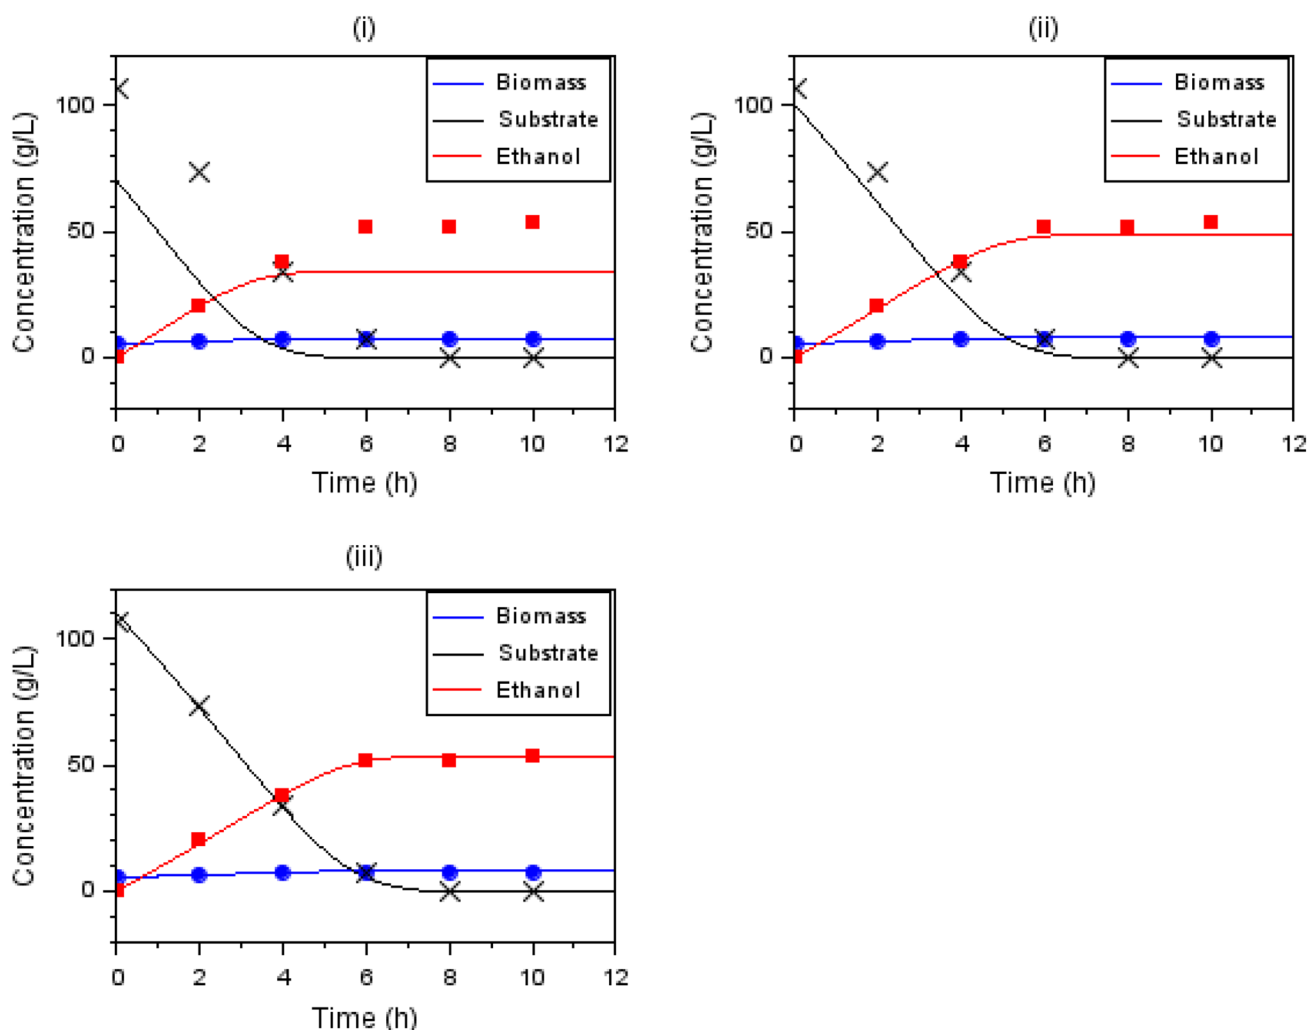 (i)
Concentration (g/L)
100
50
0
Biomass
Substrate
Ethanol
0 2 4 6 8 10 12
Time (h)
(ii)
Concentration (g/L)
100
50
0
Biomass
Substrate
Ethanol
0 2 4 6 8 10 12
Time (h)
(iii)
Concentration (g/L)
100
50
0
Biomass
Substrate
Ethanol
0 2 4 6 8 10 12
Time (h)